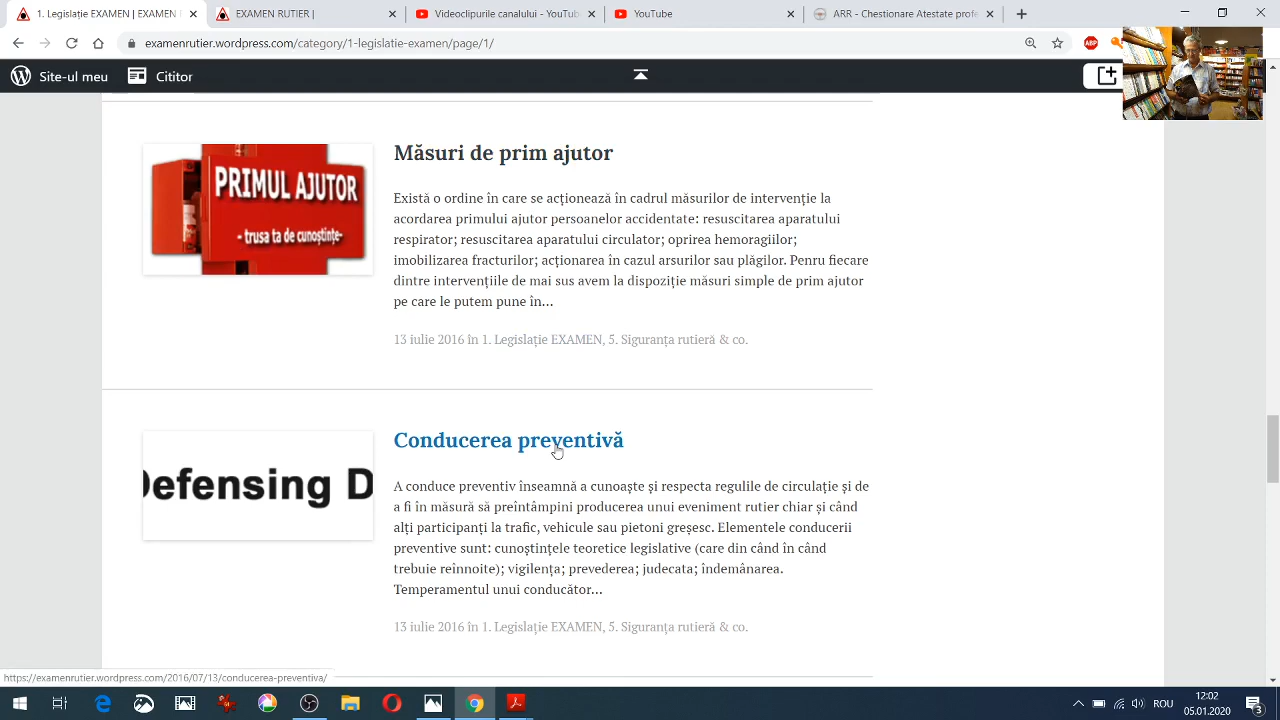 1. Legislație EXAMEN | EXAMEN
EXAMEN RUTIER |
Videoclipurile canalului - YouTub
YouTube
ARR - Chestionare Atestate profe
examenrutier.wordpress.com/category/1-legislatie-examen/page/1/
ABP
Site-ul meu
Cititor
PRIMUL AJUTOR
- trusa ta de cunoștințe-
Măsuri de prim ajutor
Există o ordine în care se acționează în cadrul măsurilor de intervenție la
acordarea primului ajutor persoanelor accidentate: resuscitarea aparatului
respirator; resuscitarea aparatului circulator; oprirea hemoragiilor;
imobilizarea fracturilor; acționarea în cazul arsurilor sau plăgilor. Penru fiecare
dintre intervențiile de mai sus avem la dispoziție măsuri simple de prim ajutor
pe care le putem pune în…
13 iulie 2016 în 1. Legislație EXAMEN, 5. Siguranța rutieră & co.
Defensing D
Conducerea preventivă
A conduce preventiv înseamnă a cunoaște și respecta regulile de circulație și de
a fi în măsură să preîntâmpini producerea unui eveniment rutier chiar și când
alți participanți la trafic, vehicule sau pietoni greșesc. Elementele conducerii
preventive sunt: cunoștințele teoretice legislative (care din când în când
trebuie reinnoite); vigilența; prevederea; judecata; îndemânarea.
Temperamentul unui conducător…
13 iulie 2016 în 1. Legislație EXAMEN, 5. Siguranța rutieră & co.
https://examenrutier.wordpress.com/2016/07/13/conducerea-preventiva/
ROU
12:02
05.01.2020
3